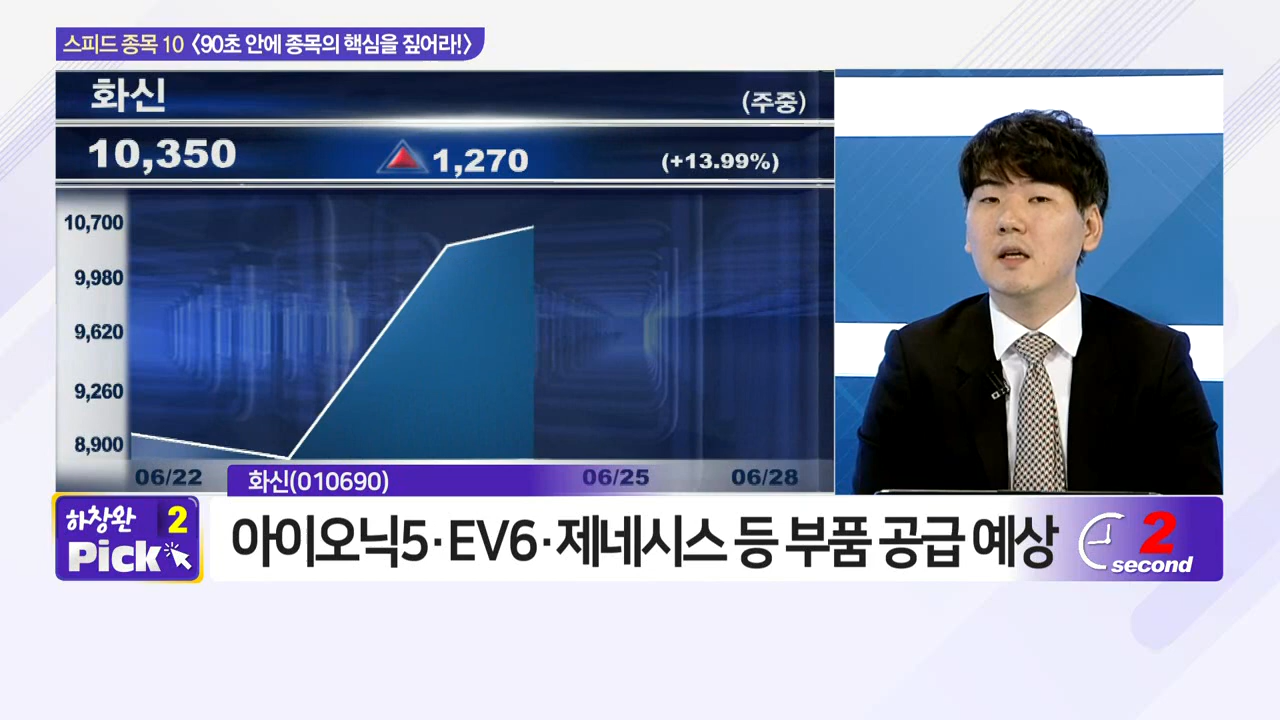 스피드 종목 10 〈90초 안에 종목의 핵심을 짚어라!〉
화신 (주중)
10,350 1,270 (+13.99%)
10,700
9,980
9,620
9,260
8,900
06/22 06/25 06/28
화신(010690)
하창완 2
Pick
아이오닉5·EV6·제네시스 등 부품 공급 예상
2
second